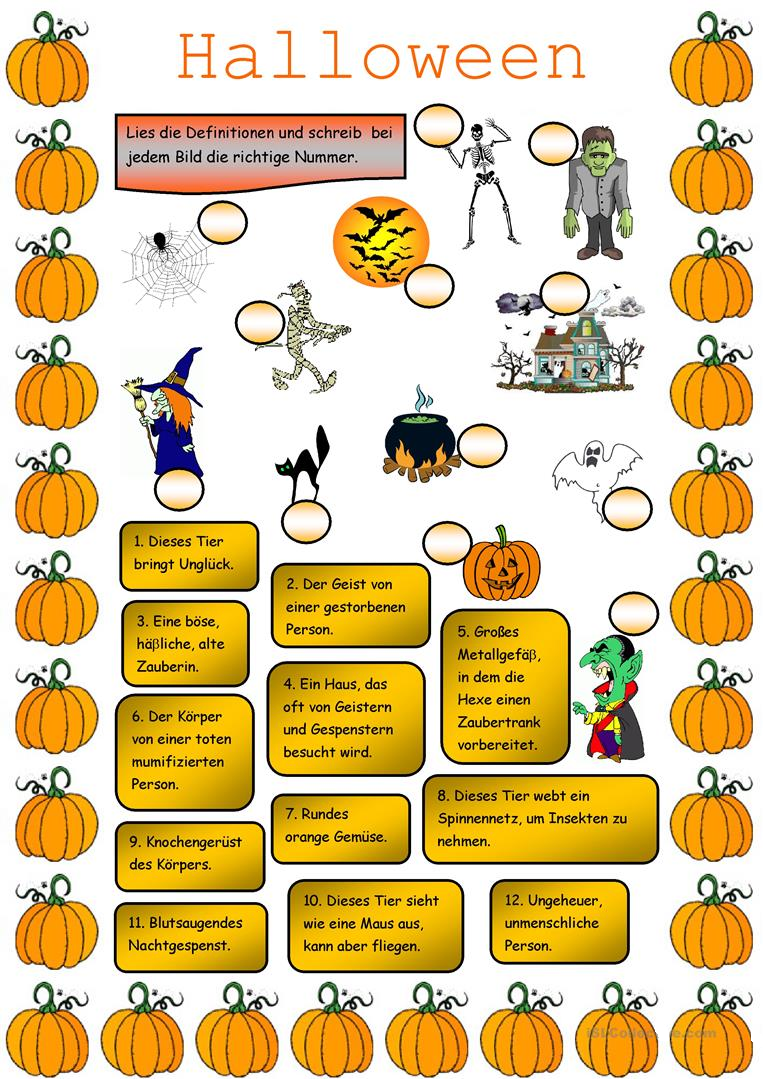 Halloween
Lies die Definitionen und schreib bei
jedem Bild die richtige Nummer.
1. Dieses Tier
bringt Unglück.
2. Der Geist von
einer gestorbenen
Person.
3. Eine böse,
häβliche, alte
Zauberin.
4. Ein Haus, das
oft von Geistern
und Gespenstern
besucht wird.
5. Großes
Metallgefäβ,
in dem die
Hexe einen
Zaubertrank
vorbereitet.
6. Der Körper
von einer toten
mumifizierten
Person.
7. Rundes
orange Gemüse.
8. Dieses Tier webt ein
Spinnennetz, um Insekten zu
nehmen.
9. Knochengerüst
des Körpers.
10. Dieses Tier sieht
wie eine Maus aus,
kann aber fliegen.
11. Blutsaugendes
Nachtgespenst.
12. Ungeheuer,
unmenschliche
Person.